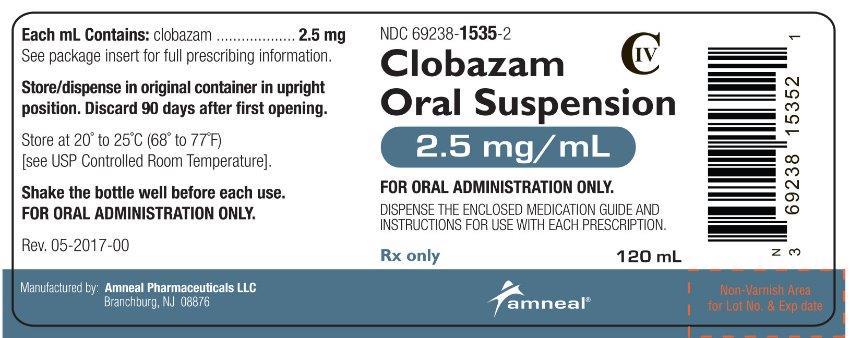 Each mL Contains: clobazam .................. 2.5 mg
See package insert for full prescribing information.
Store/dispense in original container in upright
position. Discard 90 days after first opening.
Store at 20° to 25°C (68° to 77°F)
[see USP Controlled Room Temperature].
Shake the bottle well before each use.
FOR ORAL ADMINISTRATION ONLY.
Rev. 05-2017-00
Manufactured by: Amneal Pharmaceuticals LLC
Branchburg, NJ 08876
NDC 69238-1535-2
CIV
Clobazam
Oral Suspension
2.5 mg/mL
FOR ORAL ADMINISTRATION ONLY.
DISPENSE THE ENCLOSED MEDICATION GUIDE AND
INSTRUCTIONS FOR USE WITH EACH PRESCRIPTION.
Rx only 120 mL
amneal®
N
3 69238 15352 1
Non-Varnish Area
for Lot No. & Exp date